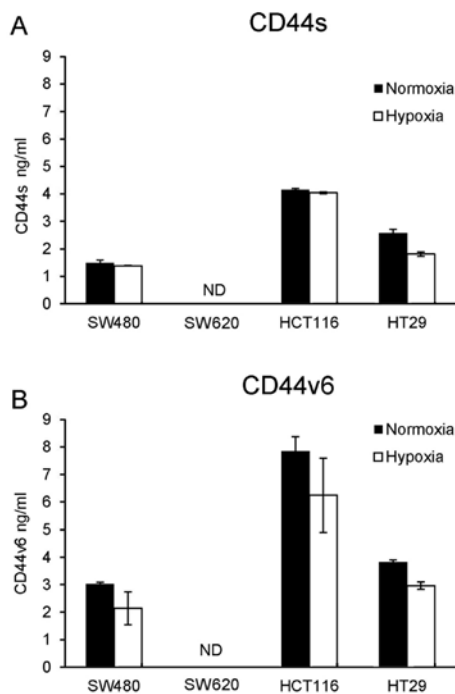 A
CD44s
CD44s ng/ml
9
8
7
6
5
4
3
2
1
0
Normoxia
Hypoxia
ND
SW480 SW620 HCT116 HT29
B
CD44v6
CD44v6 ng/ml
9
8
7
6
5
4
3
2
1
0
Normoxia
Hypoxia
ND
SW480 SW620 HCT116 HT29